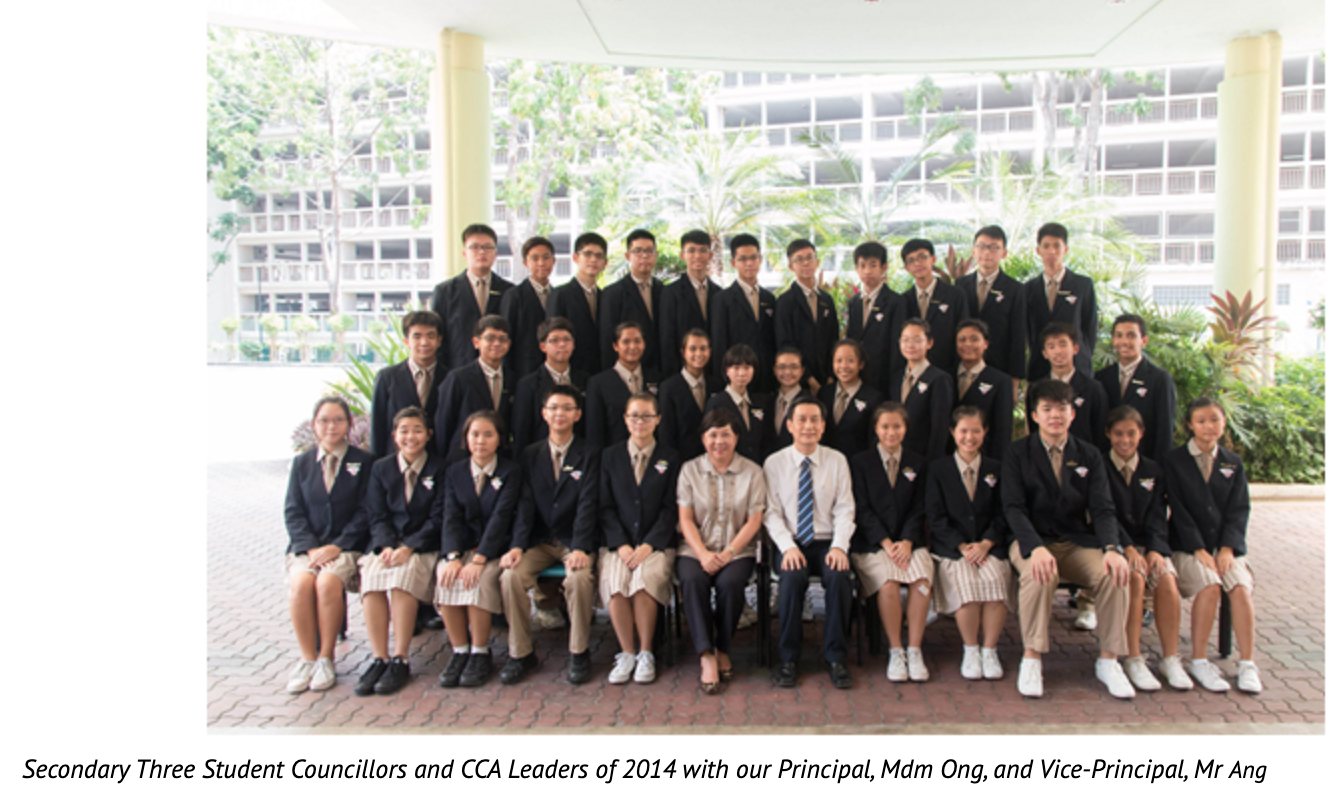 Secondary Three Student Councillors and CCA Leaders of 2014 with our Principal, Mdm Ong, and Vice-Principal, Mr Ang